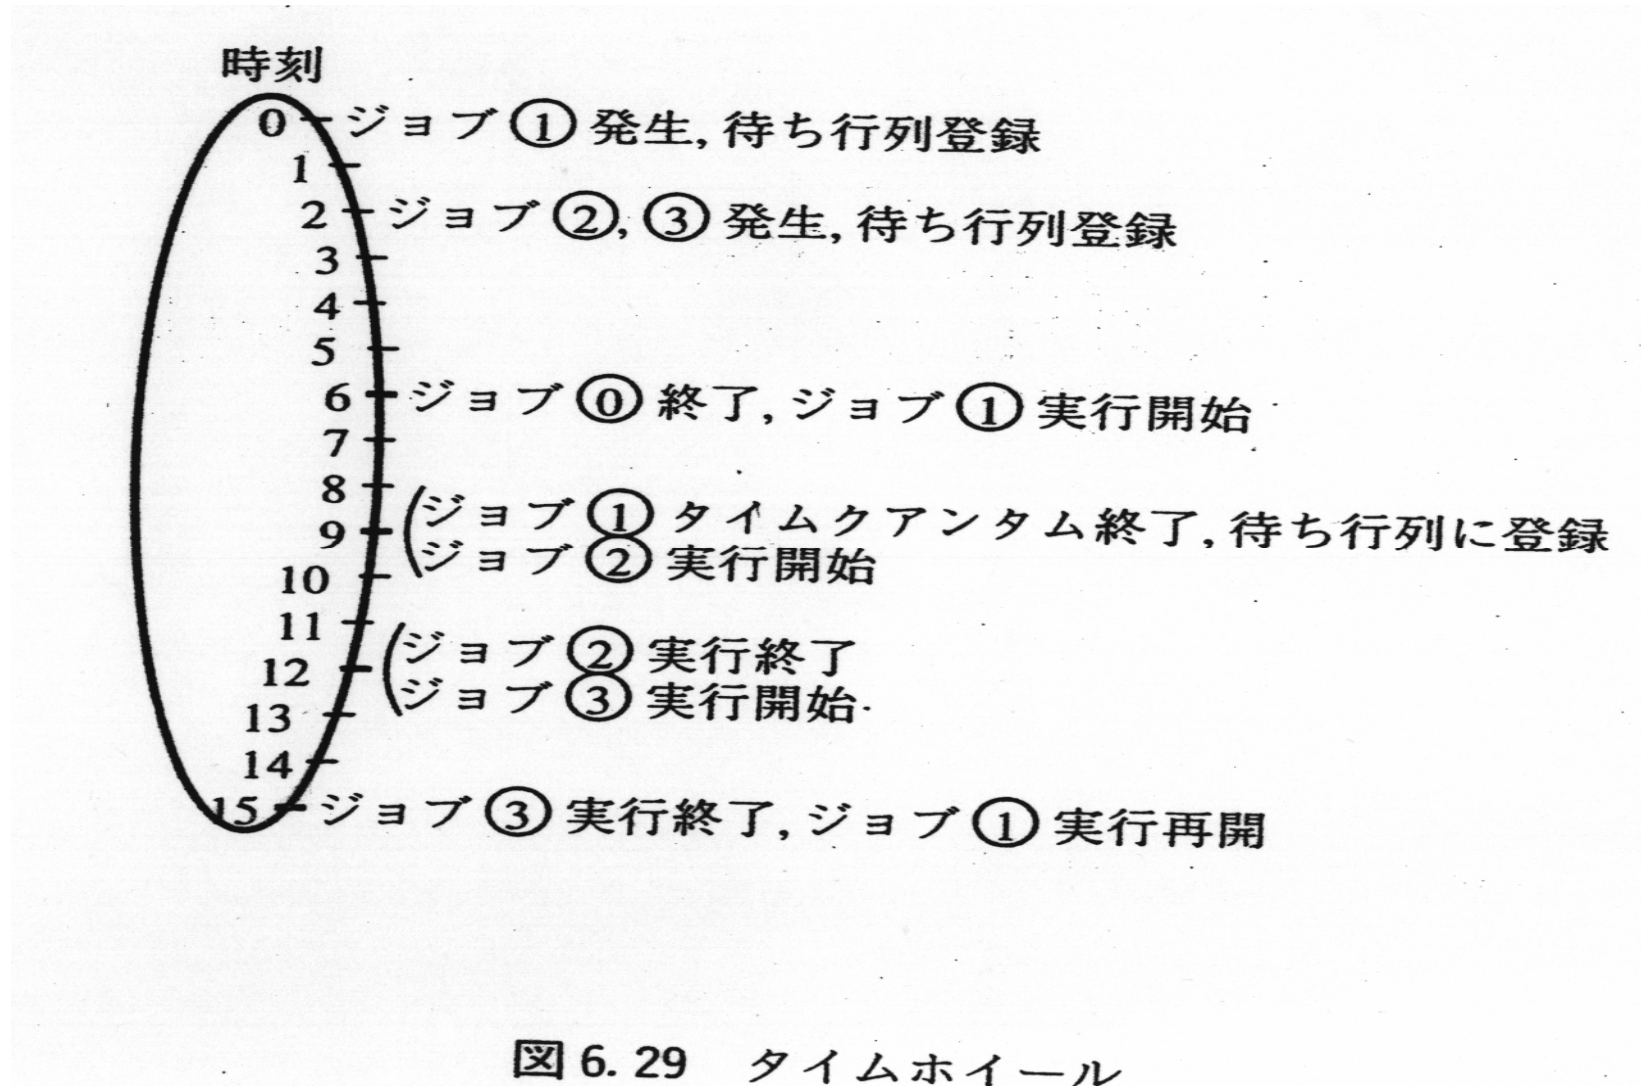 時刻
0 ジョブ ① 発生, 待ち行列登録
1
2 ジョブ ②, ③ 発生, 待ち行列登録
3
4
5
6 ジョブ ⓪ 終了, ジョブ ① 実行開始
7
8
ジョブ ① タイムクアンタム終了, 待ち行列に登録
9
ジョブ ② 実行開始
10
11
ジョブ ② 実行終了
12
ジョブ ③ 実行開始
13
14
15 ジョブ ③ 実行終了, ジョブ ① 実行再開
図 6. 29 タイムホイール